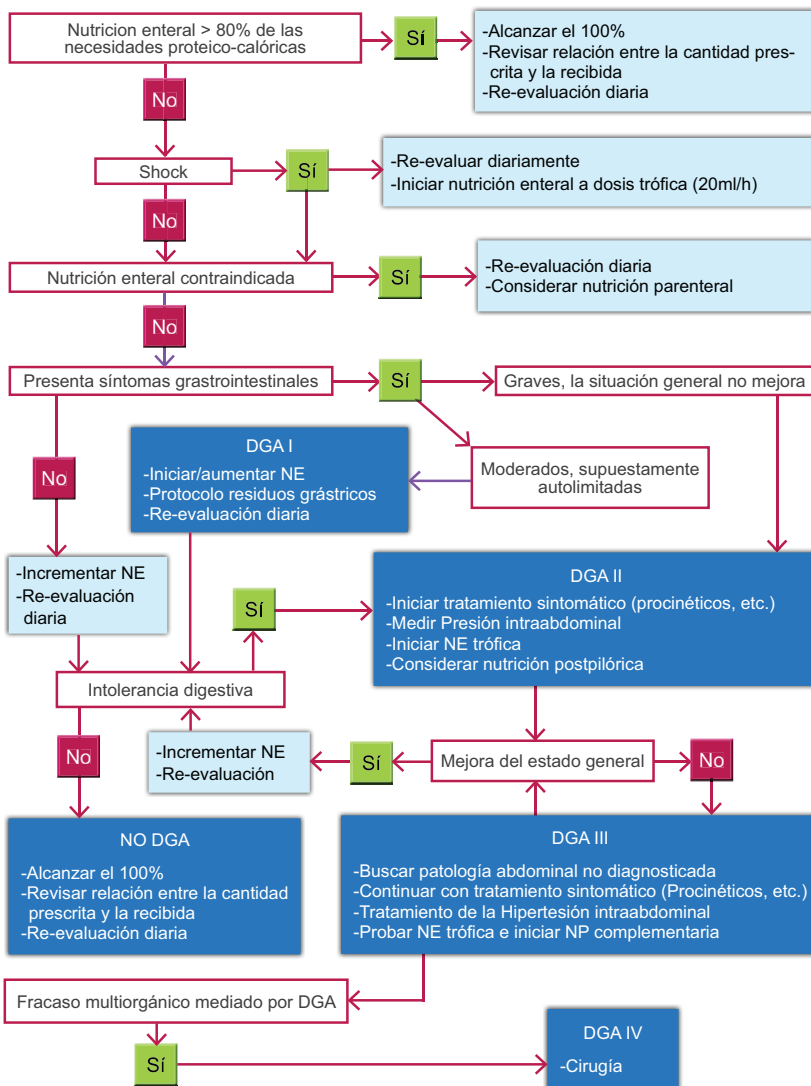 Nutricion enteral > 80% de las
necesidades proteico-calóricas
Sí
-Alcanzar el 100%
-Revisar relación entre la cantidad pres-
crita y la recibida
-Re-evaluación diaria
No
Shock
Sí
-Re-evaluar diariamente
-Iniciar nutrición enteral a dosis trófica (20ml/h)
No
Nutrición enteral contraindicada
Sí
-Re-evaluación diaria
-Considerar nutrición parenteral
No
Presenta síntomas grastrointestinales
Sí
Graves, la situación general no mejora
No
DGA I
-Iniciar/aumentar NE
-Protocolo residuos grástricos
-Re-evaluación diaria
Moderados, supuestamente
autolimitadas
-Incrementar NE
-Re-evaluación
diaria
Sí
DGA II
-Iniciar tratamiento sintomático (procinéticos, etc.)
-Medir Presión intraabdominal
-Iniciar NE trófica
-Considerar nutrición postpilórica
Intolerancia digestiva
No
-Incrementar NE
-Re-evaluación
Sí
Mejora del estado general
No
NO DGA
-Alcanzar el 100%
-Revisar relación entre la cantidad
prescrita y la recibida
-Re-evaluación diaria
DGA III
-Buscar patología abdominal no diagnosticada
-Continuar con tratamiento sintomático (Procinéticos, etc.)
-Tratamiento de la Hipertesión intraabdominal
-Probar NE trófica e iniciar NP complementaria
Fracaso multiorgánico mediado por DGA
Sí
DGA IV
-Cirugía